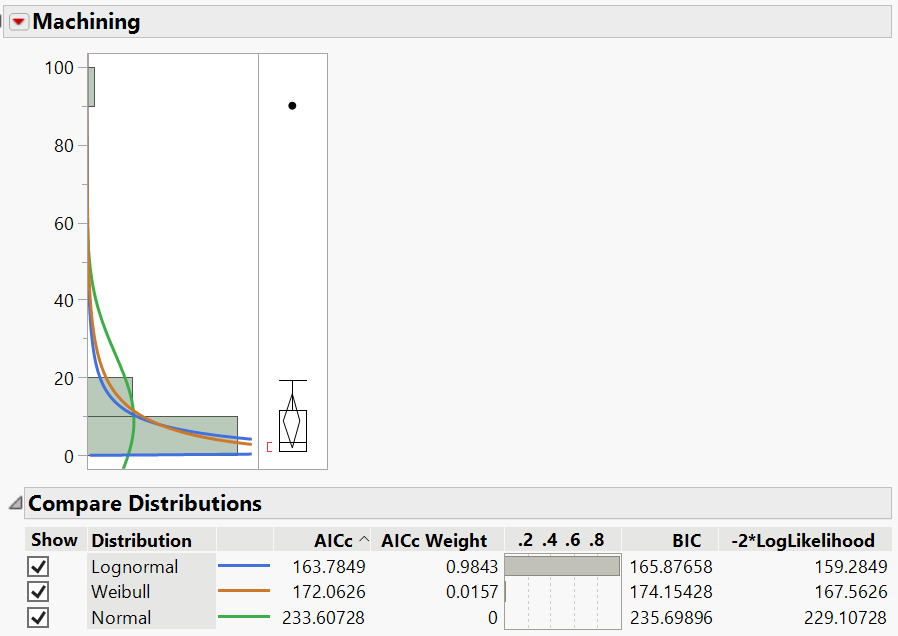 Machining
100
80
60
40
20
0
Compare Distributions
Show Distribution AICc ^ AICc Weight .2 .4 .6 .8 BIC -2*LogLikelihood
Lognormal 163.7849 0.9843 165.87658 159.2849
Weibull 172.0626 0.0157 174.15428 167.5626
Normal 233.60728 0 235.69896 229.10728